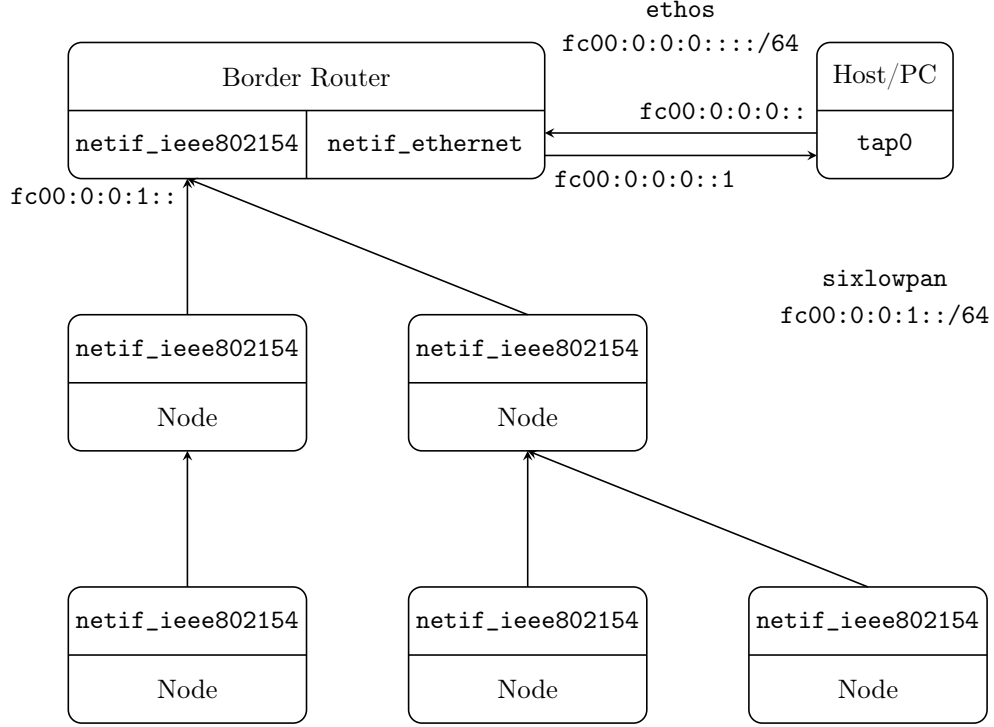 ethos
fc00:0:0:0::::/64
Border Router
Host/PC
fc00:0:0:0::
netif_ieee802154
netif_ethernet
tap0
fc00:0:0:1::
fc00:0:0:0::1
sixlowpan
fc00:0:0:1::/64
netif_ieee802154
netif_ieee802154
Node
Node
netif_ieee802154
netif_ieee802154
netif_ieee802154
Node
Node
Node